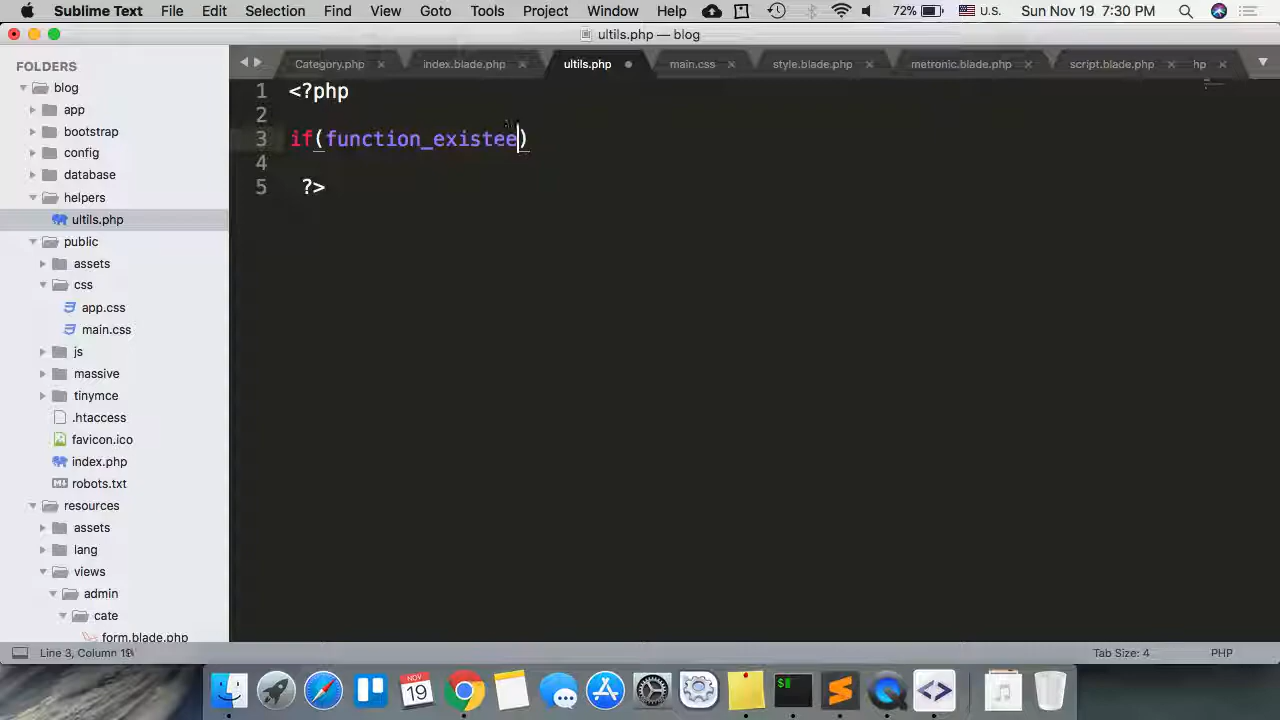 Sublime Text File Edit Selection Find View Goto Tools Project Window Help 72% U.S. Sun Nov 19 7:30 PM
ultils.php — blog
FOLDERS
blog
app
bootstrap
config
database
helpers
ultils.php
public
assets
css
app.css
main.css
js
massive
tinymce
.htaccess
favicon.ico
index.php
robots.txt
resources
assets
lang
views
admin
cate
form.blade.php
Category.php index.blade.php ultils.php main.css style.blade.php metronic.blade.php script.blade.php hp
1 <?php
2
3 if(function_existee)
4
5 ?>
Line 3, Column 19 Tab Size: 4 PHP
NOV
19